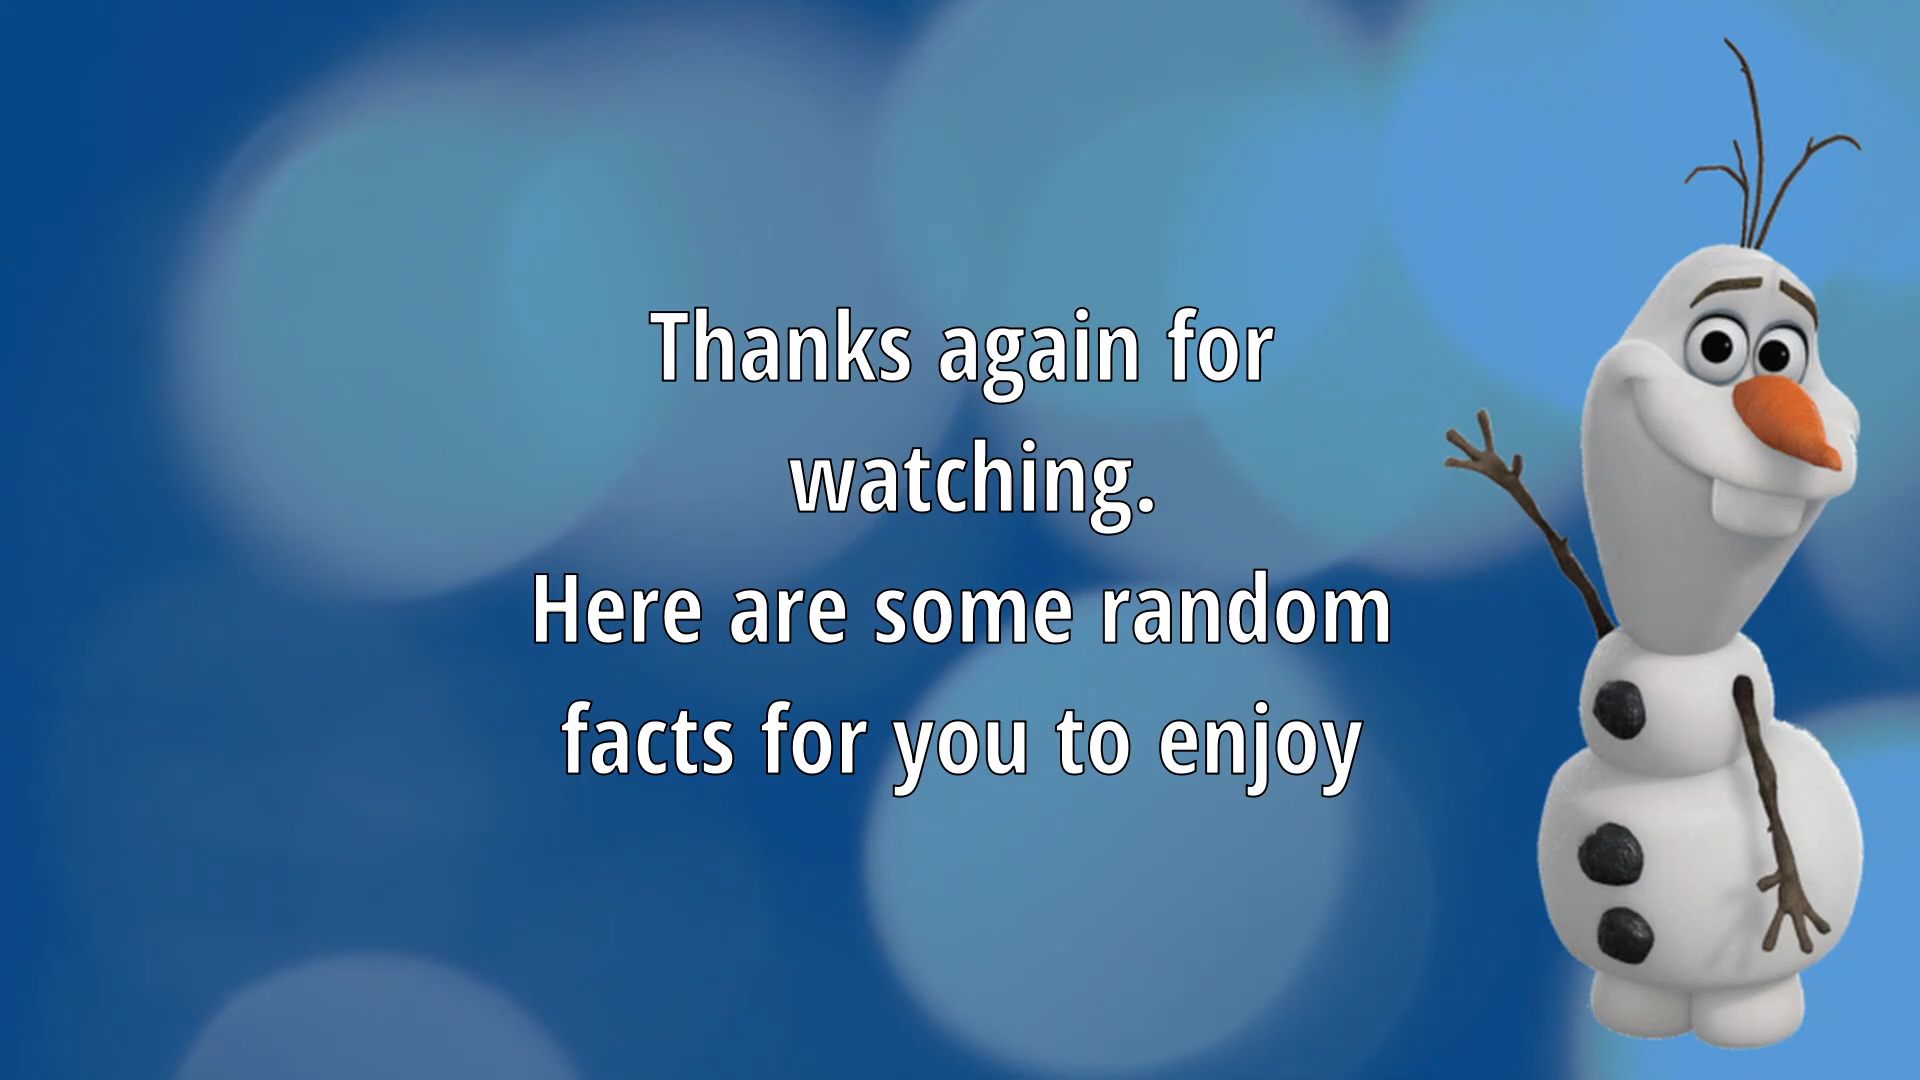 Thanks again for
watching.
Here are some random
facts for you to enjoy